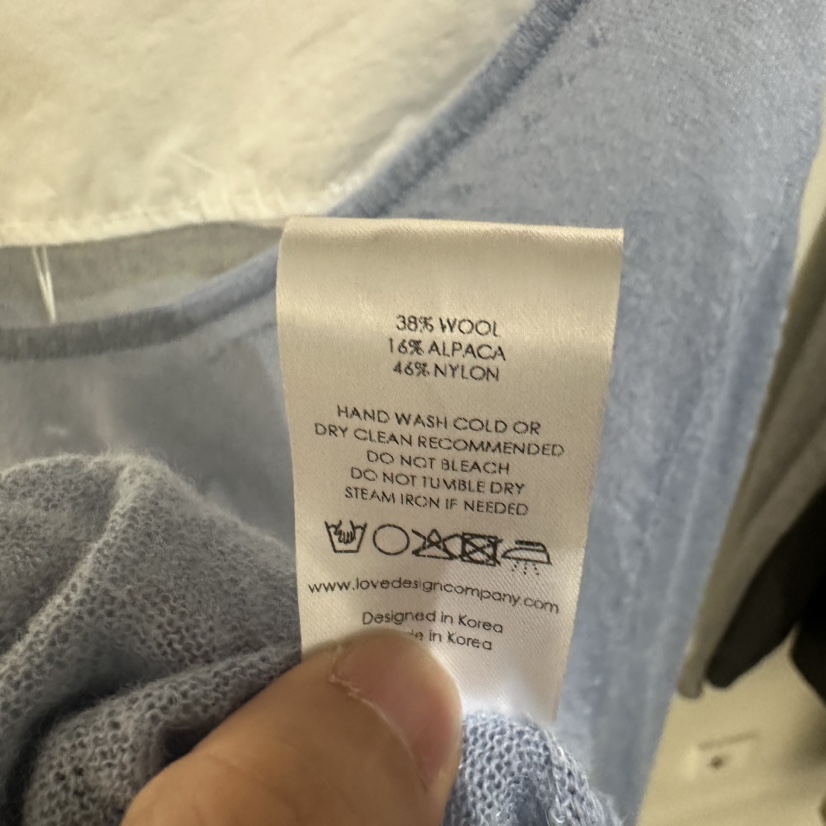 38% WOOL
16% ALPACA
46% NYLON
HAND WASH COLD OR
DRY CLEAN RECOMMENDED
DO NOT BLEACH
DO NOT TUMBLE DRY
STEAM IRON IF NEEDED
www.lovedesigncompany.com
Designed in Korea
in Korea